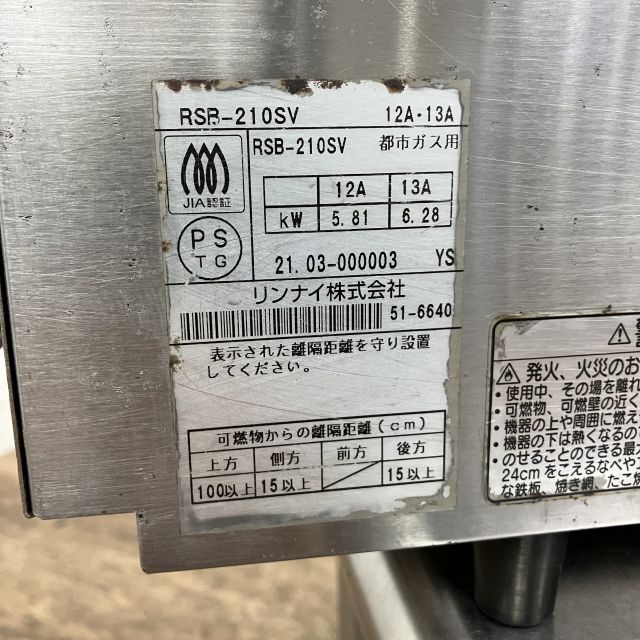 RSB-210SV 12A・13A
RSB-210SV 都市ガス用
JIA認証
12A 13A
kW 5.81 6.28
PS
TG
21.03-000003 YS
リンナイ株式会社
51-6640
表示された離隔距離を守り設置
してください。
可燃物からの離隔距離(cm)
上方 側方 前方 後方
100以上 15以上 15以上
発火、火災のお
・使用中、その場を離れ
・可燃物、可燃壁の近く
・機器の上や周囲に燃え
・機器の下は熱くなるの
のせることのできる最
24cmをこえるなべや
な鉄板、焼き網、たこ焼